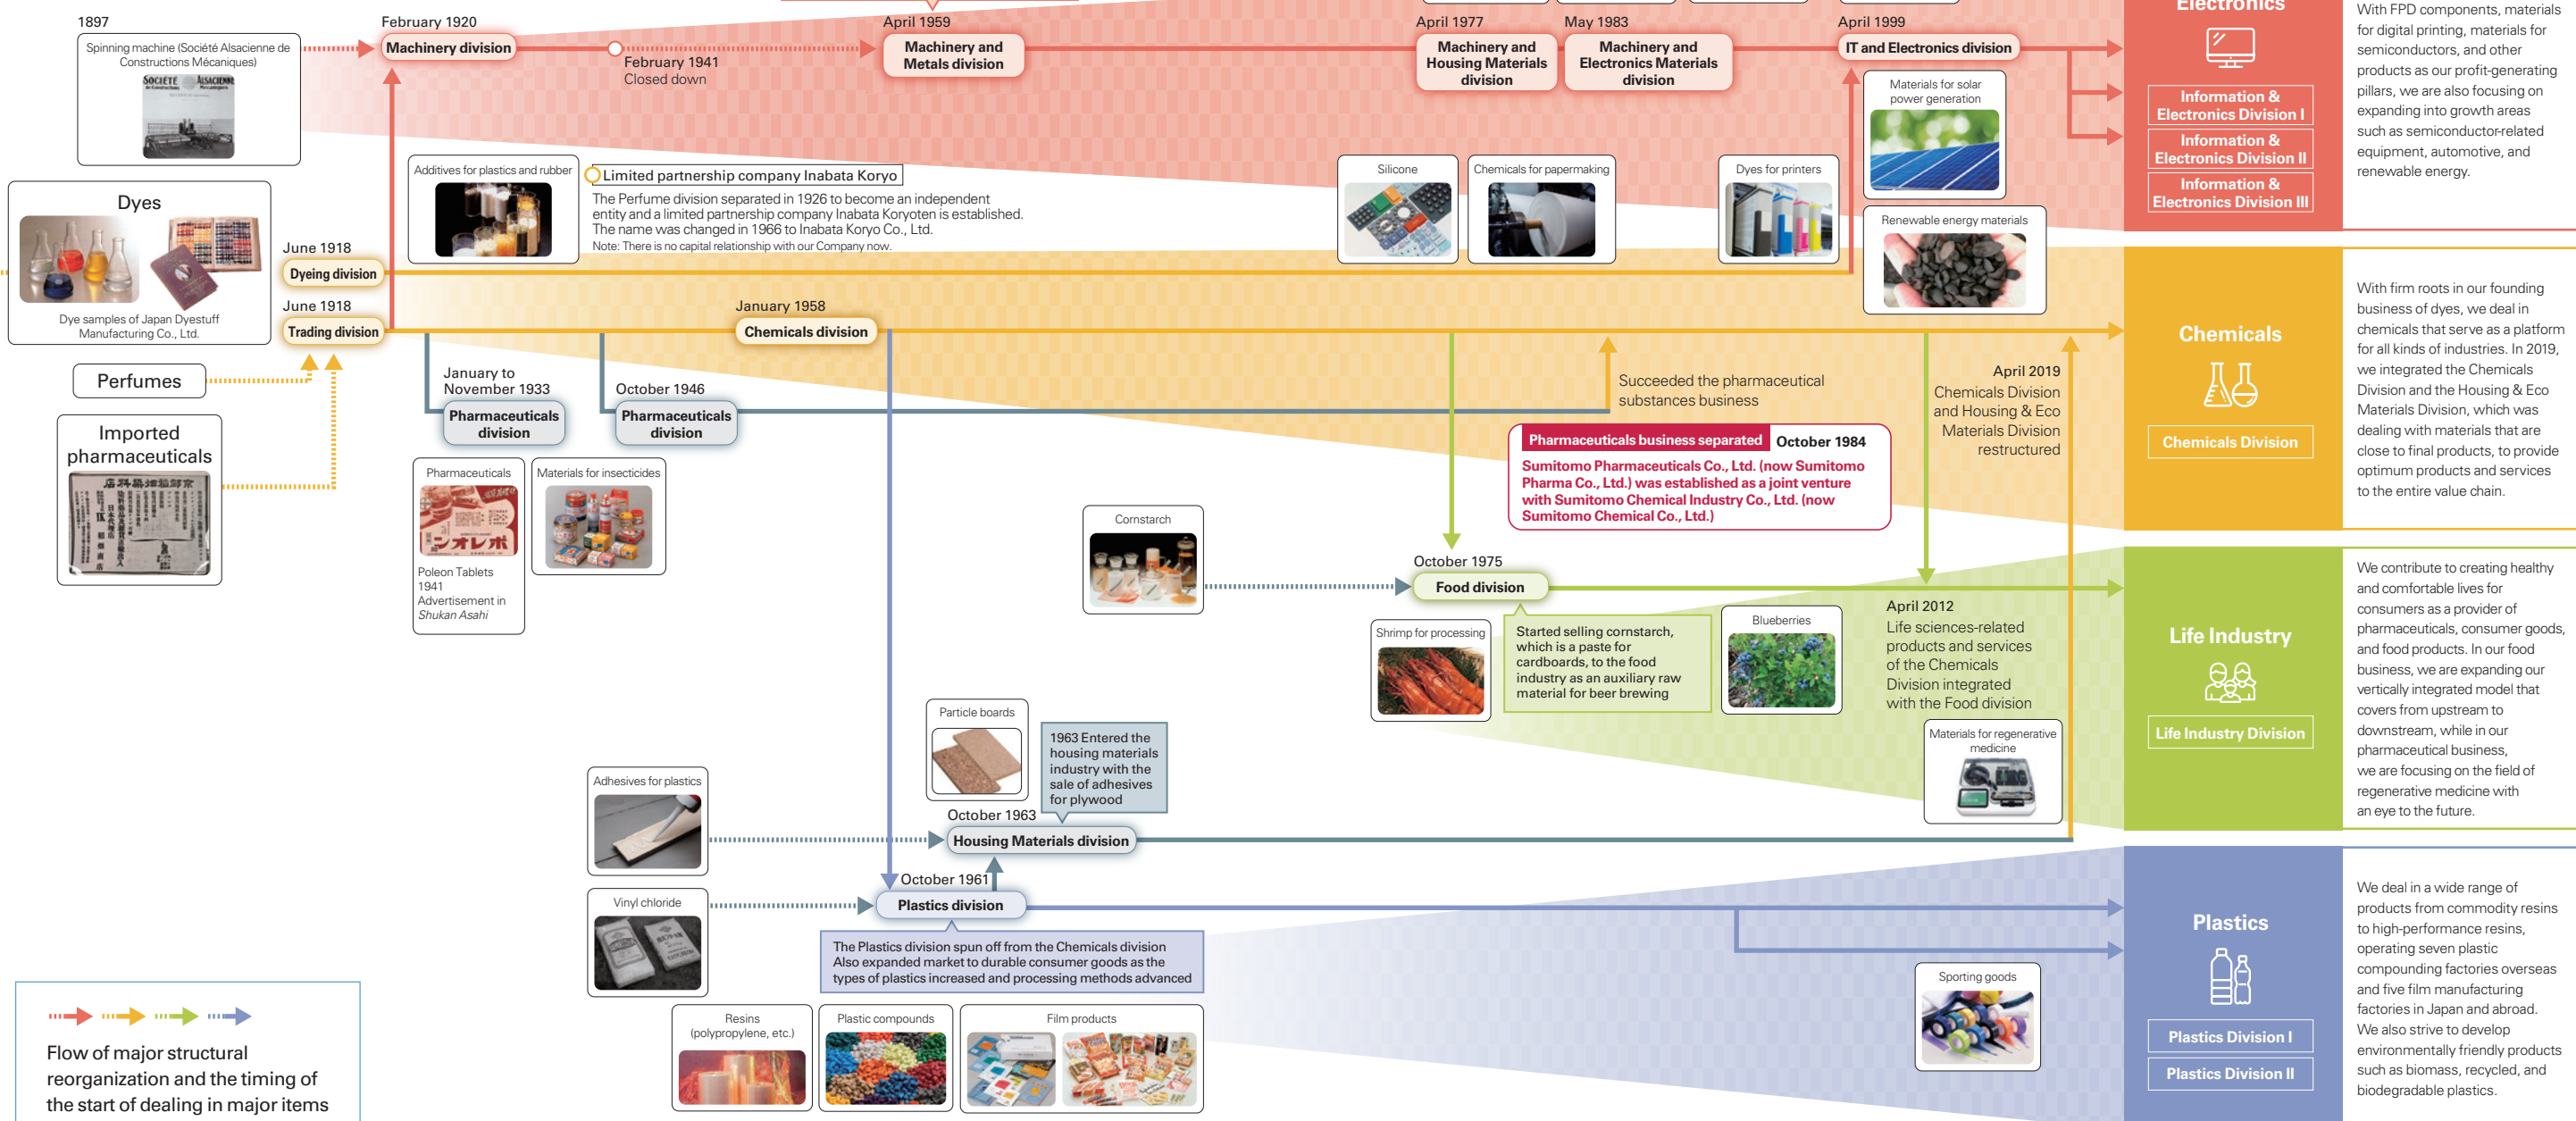 1897
Spinning machine (Société Alsacienne de
Constructions Mécaniques)
SOCIÉTÉ ALSACIENNE
February 1920
Machinery division
February 1941
Closed down
April 1959
Machinery and
Metals division
April 1977
Machinery and
Housing Materials
division
May 1983
Machinery and
Electronics Materials
division
April 1999
IT and Electronics division
Materials for solar
power generation
Electronics
Information &
Electronics Division I
Information &
Electronics Division II
Information &
Electronics Division III
With FPD components, materials
for digital printing, materials for
semiconductors, and other
products as our profit-generating
pillars, we are also focusing on
expanding into growth areas
such as semiconductor-related
equipment, automotive, and
renewable energy.
Dyes
Dye samples of Japan Dyestuff
Manufacturing Co., Ltd.
Additives for plastics and rubber
Limited partnership company Inabata Koryo
The Perfume division separated in 1926 to become an independent
entity and a limited partnership company Inabata Koryoten is established.
The name was changed in 1966 to Inabata Koryo Co., Ltd.
Note: There is no capital relationship with our Company now.
Silicone
Chemicals for papermaking
Dyes for printers
Renewable energy materials
June 1918
Dyeing division
June 1918
Trading division
January 1958
Chemicals division
Perfumes
Imported
pharmaceuticals
January to
November 1933
Pharmaceuticals
division
October 1946
Pharmaceuticals
division
Succeeded the pharmaceutical
substances business
Pharmaceuticals business separated October 1984
Sumitomo Pharmaceuticals Co., Ltd. (now Sumitomo
Pharma Co., Ltd.) was established as a joint venture
with Sumitomo Chemical Industry Co., Ltd. (now
Sumitomo Chemical Co., Ltd.)
April 2019
Chemicals Division
and Housing & Eco
Materials Division
restructured
Chemicals
Chemicals Division
With firm roots in our founding
business of dyes, we deal in
chemicals that serve as a platform
for all kinds of industries. In 2019,
we integrated the Chemicals
Division and the Housing & Eco
Materials Division, which was
dealing with materials that are
close to final products, to provide
optimum products and services
to the entire value chain.
Pharmaceuticals
ンオレポ
Poleon Tablets
1941
Advertisement in
Shukan Asahi
Materials for insecticides
Cornstarch
October 1975
Food division
Shrimp for processing
Started selling cornstarch,
which is a paste for
cardboards, to the food
industry as an auxiliary raw
material for beer brewing
Blueberries
April 2012
Life sciences-related
products and services
of the Chemicals
Division integrated
with the Food division
Materials for regenerative
medicine
Life Industry
Life Industry Division
We contribute to creating healthy
and comfortable lives for
consumers as a provider of
pharmaceuticals, consumer goods,
and food products. In our food
business, we are expanding our
vertically integrated model that
covers from upstream to
downstream, while in our
pharmaceutical business,
we are focusing on the field of
regenerative medicine with
an eye to the future.
Particle boards
1963 Entered the
housing materials
industry with the
sale of adhesives
for plywood
Adhesives for plastics
October 1963
Housing Materials division
Vinyl chloride
October 1961
Plastics division
The Plastics division spun off from the Chemicals division
Also expanded market to durable consumer goods as the
types of plastics increased and processing methods advanced
Resins
(polypropylene, etc.)
Plastic compounds
Film products
Sporting goods
Plastics
Plastics Division I
Plastics Division II
We deal in a wide range of
products from commodity resins
to high-performance resins,
operating seven plastic
compounding factories overseas
and five film manufacturing
factories in Japan and abroad.
We also strive to develop
environmentally friendly products
such as biomass, recycled, and
biodegradable plastics.
Flow of major structural
reorganization and the timing of
the start of dealing in major items